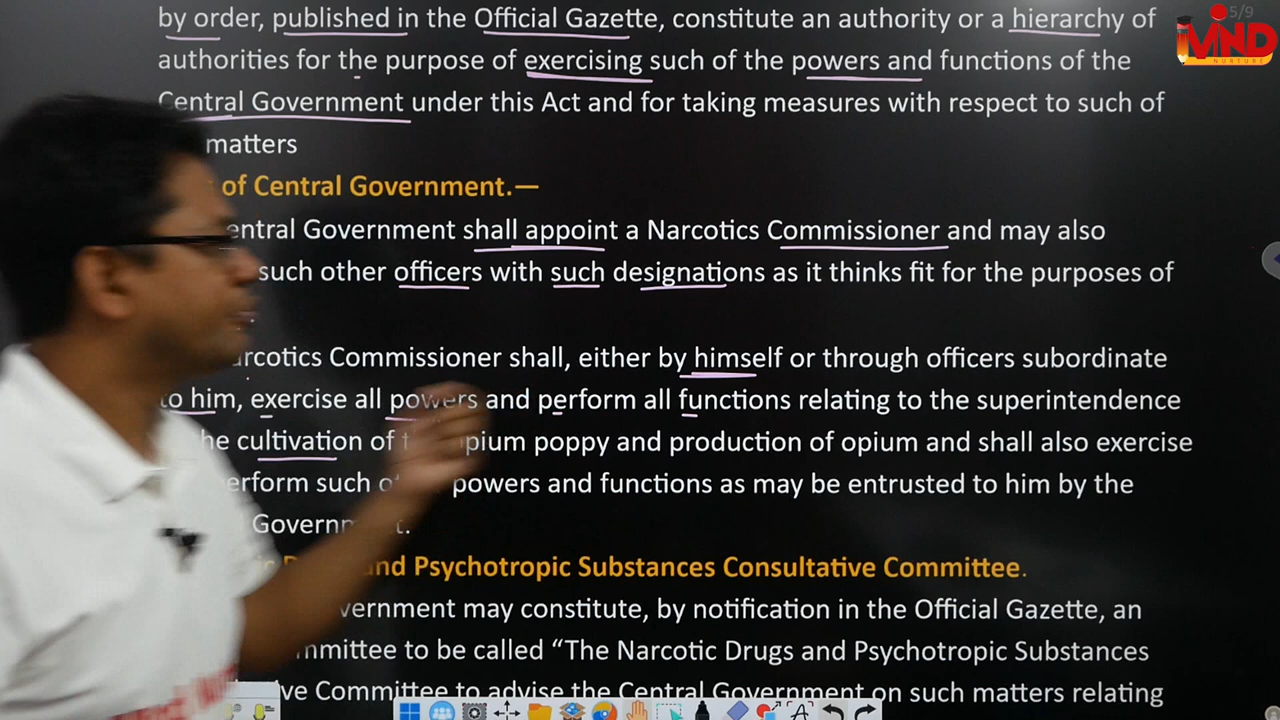 5/9
MIND
NURTURE
by order, published in the Official Gazette, constitute an authority or a hierarchy of
authorities for the purpose of exercising such of the powers and functions of the
Central Government under this Act and for taking measures with respect to such of
matters
of Central Government.—
entral Government shall appoint a Narcotics Commissioner and may also
such other officers with such designations as it thinks fit for the purposes of
arcotics Commissioner shall, either by himself or through officers subordinate
to him, exercise all powers and perform all functions relating to the superintendence
he cultivation of pium poppy and production of opium and shall also exercise
erform such powers and functions as may be entrusted to him by the
Governm
nd Psychotropic Substances Consultative Committee.
vernment may constitute, by notification in the Official Gazette, an
mmittee to be called “The Narcotic Drugs and Psychotropic Substances
ve Committee to advise the Central Government on such matters relating